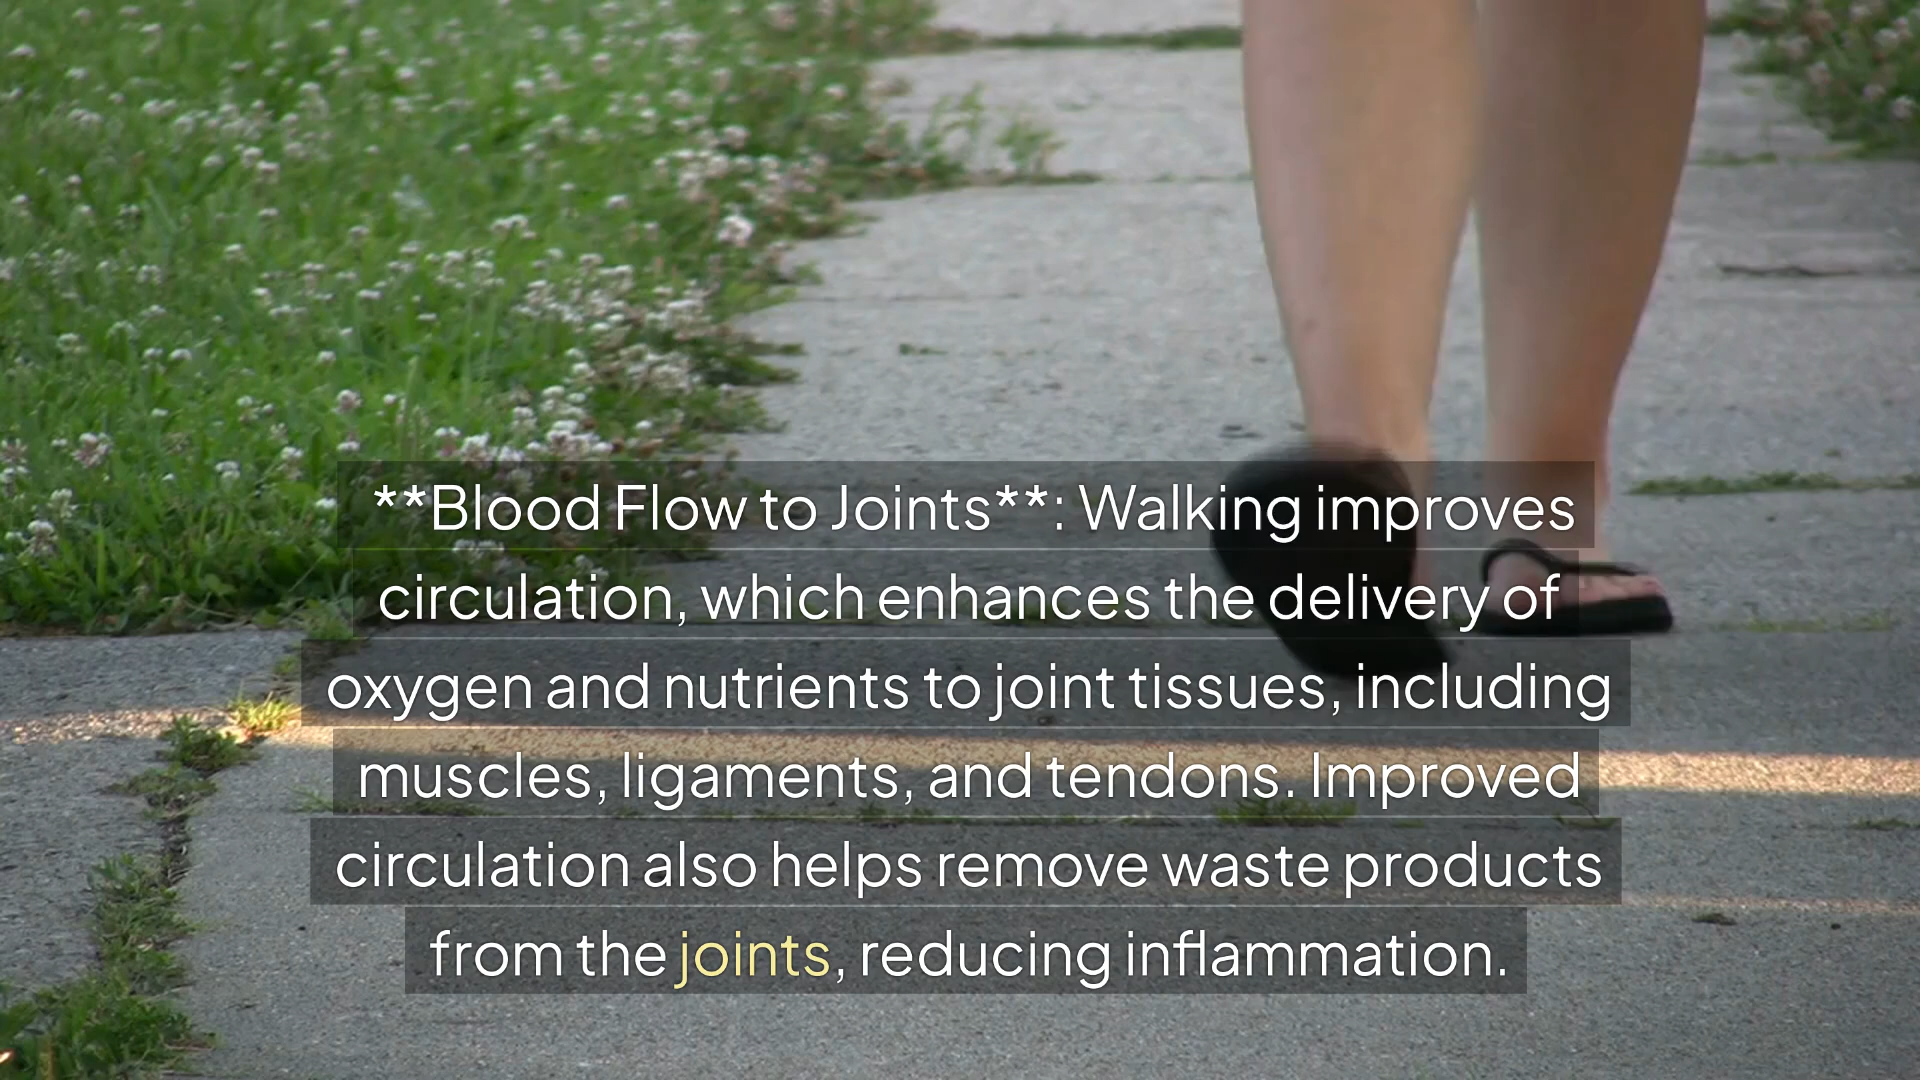 **Blood Flow to Joints**: Walking improves
circulation, which enhances the delivery of
oxygen and nutrients to joint tissues, including
muscles, ligaments, and tendons. Improved
circulation also helps remove waste products
from the joints, reducing inflammation.